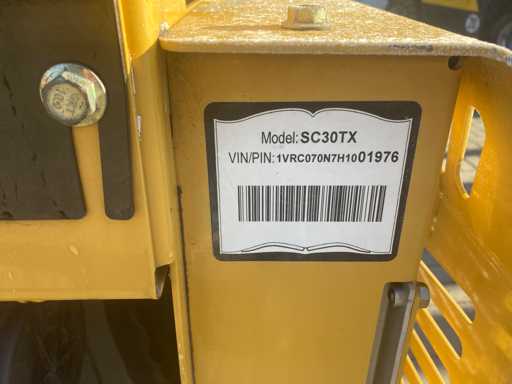 Model: SC30TX
VIN/PIN: 1VRC070N7H1001976